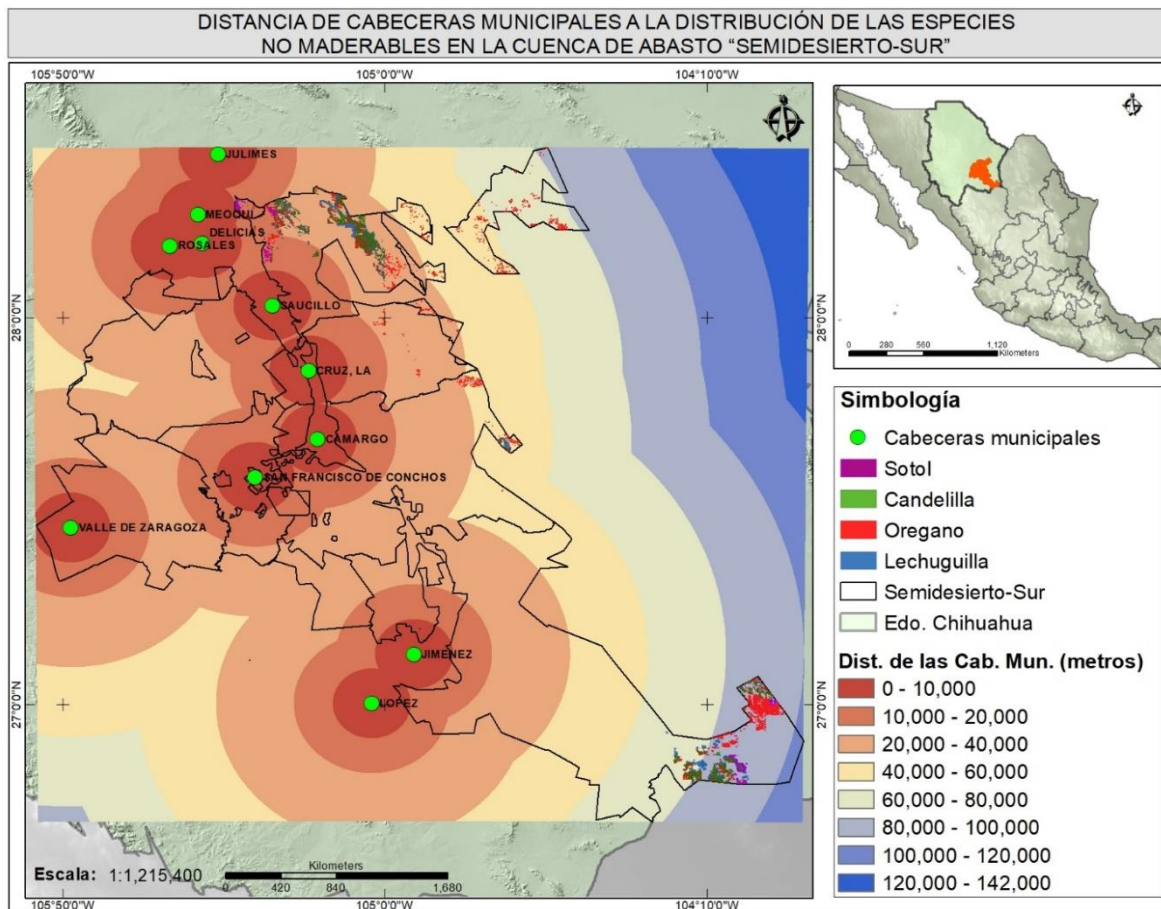 DISTANCIA DE CABECERAS MUNICIPALES A LA DISTRIBUCIÓN DE LAS ESPECIES
NO MADERABLES EN LA CUENCA DE ABASTO “SEMIDESIERTO-SUR”
105°50'0"W
105°0'0"W
104°10'0"W
28°0'0"N
27°0'0"N
JULIMES
MEOQUI
DELICIAS
ROSALES
SAUCILLO
CRUZ, LA
CAMARGO
SAN FRANCISCO DE CONCHOS
VALLE DE ZARAGOZA
JIMENEZ
LOPEZ
Escala: 1:1,215,400
Kilometers
0 420 840 1,680
105°50'0"W
105°0'0"W
104°10'0"W
28°0'0"N
27°0'0"N
0 280 560 1,120
Kilometers
Simbología
Cabeceras municipales
Sotol
Candelilla
Oregano
Lechuguilla
Semidesierto-Sur
Edo. Chihuahua
Dist. de las Cab. Mun. (metros)
0 - 10,000
10,000 - 20,000
20,000 - 40,000
40,000 - 60,000
60,000 - 80,000
80,000 - 100,000
100,000 - 120,000
120,000 - 142,000